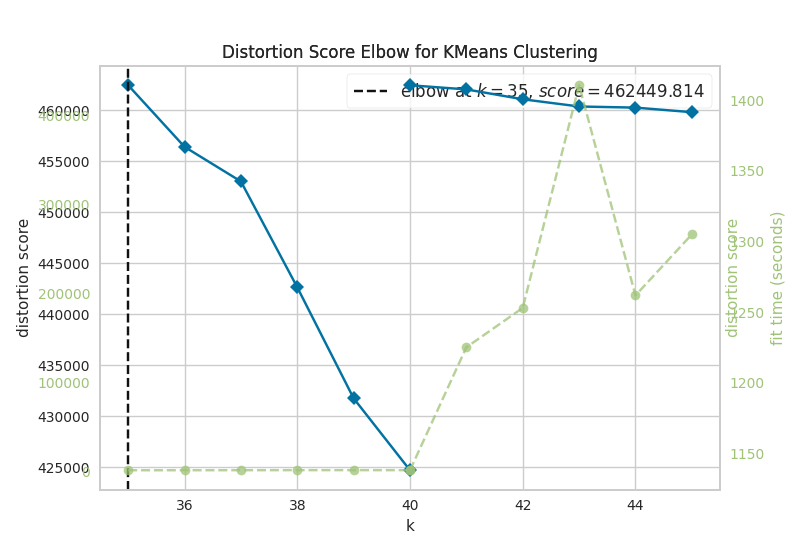 Distortion Score Elbow for KMeans Clustering
elbow at k = 35, score = 462449.814
460000
455000
450000
445000
440000
435000
430000
425000
400000
300000
200000
100000
0
distortion score
1400
1350
1300
1250
1200
1150
distortion score
fit time (seconds)
36 38 40 42 44
k